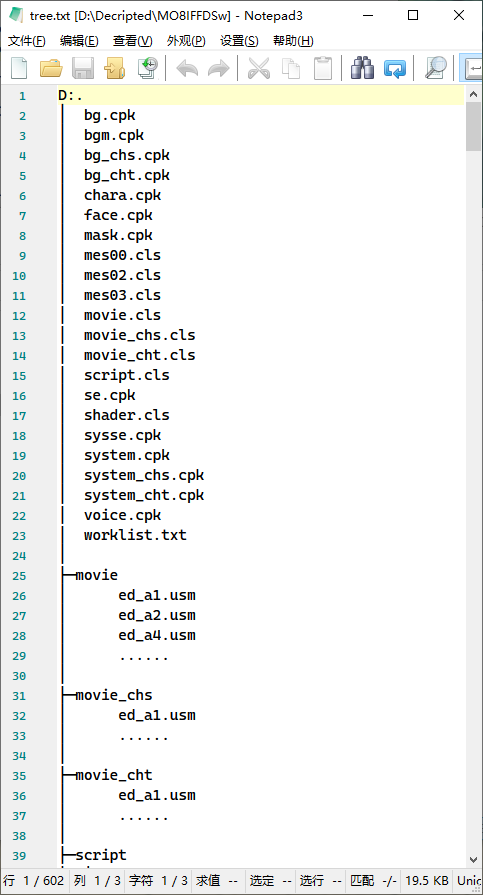 tree.txt [D:\Decripted\MO8IFFDSw] - Notepad3
文件(F) 编辑(E) 查看(V) 外观(P) 设置(S) 帮助(H)
1 D:.
2 bg.cpk
3 bgm.cpk
4 bg_chs.cpk
5 bg_cht.cpk
6 chara.cpk
7 face.cpk
8 mask.cpk
9 mes00.cls
10 mes02.cls
11 mes03.cls
12 movie.cls
13 movie_chs.cls
14 movie_cht.cls
15 script.cls
16 se.cpk
17 shader.cls
18 sysse.cpk
19 system.cpk
20 system_chs.cpk
21 system_cht.cpk
22 voice.cpk
23 worklist.txt
24
25 ├─movie
26 ed_a1.usm
27 ed_a2.usm
28 ed_a4.usm
29 ......
30
31 ├─movie_chs
32 ed_a1.usm
33 ......
34
35 ├─movie_cht
36 ed_a1.usm
37 ......
38
39 ├─script
行 1 / 602 列 1 / 3 字符 1 / 3 求值 -- 选定 -- 选行 -- 匹配 -/- 19.5 KB Unic